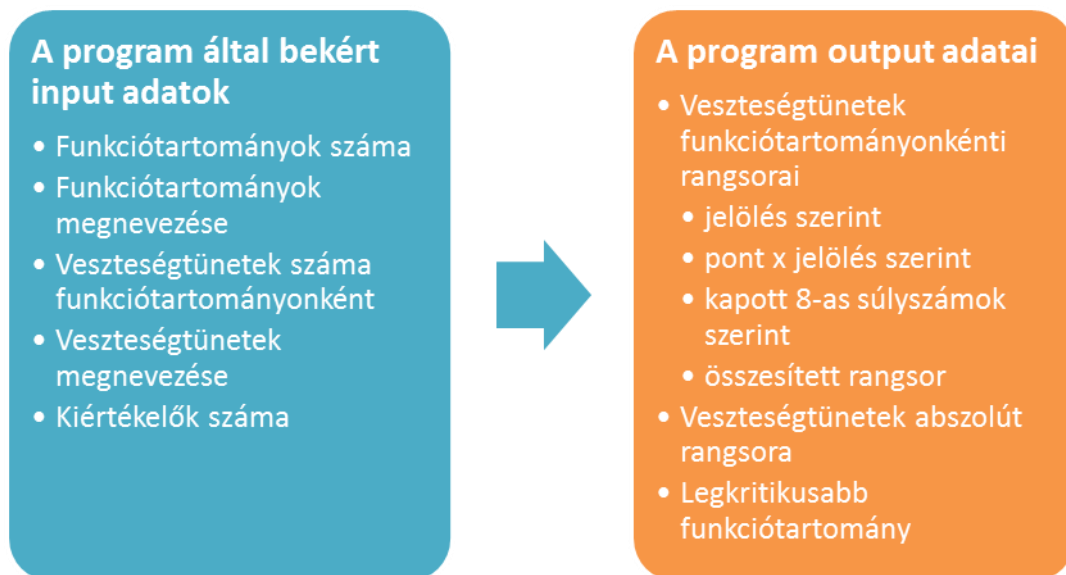 A program által bekért
input adatok
• Funkciótartományok száma
• Funkciótartományok
megnevezése
• Veszteségtünetek száma
funkciótartományonként
• Veszteségtünetek
megnevezése
• Kiértékelők száma
A program output adatai
• Veszteségtünetek
funkciótartományonkénti
rangsorai
• jelölés szerint
• pont x jelölés szerint
• kapott 8-as súlyszámok
szerint
• összesített rangsor
• Veszteségtünetek abszolút
rangsora
• Legkritikusabb
funkciótartomány